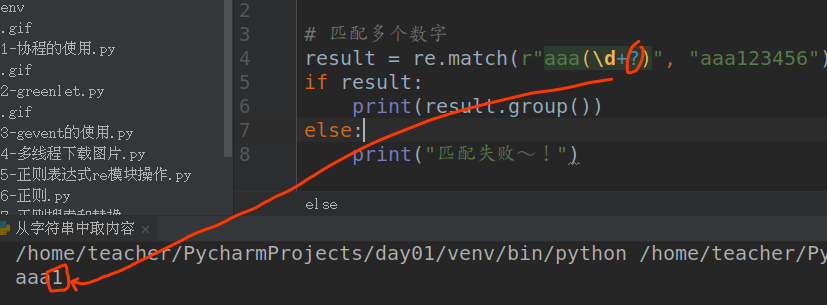 env
.gif
1-协程的使用.py
.gif
2-greenlet.py
.gif
3-gevent的使用.py
4-多线程下载图片.py
5-正则表达式re模块操作.py
6-正则.py
2
3 # 匹配多个数字
4 result = re.match(r"aaa(\d+?)", "aaa123456")
5 if result:
6 print(result.group())
7 else:
8 print("匹配失败～！")
else
从字符串中取内容 ×
/home/teacher/PycharmProjects/day01/venv/bin/python /home/teacher/Py
aaa1